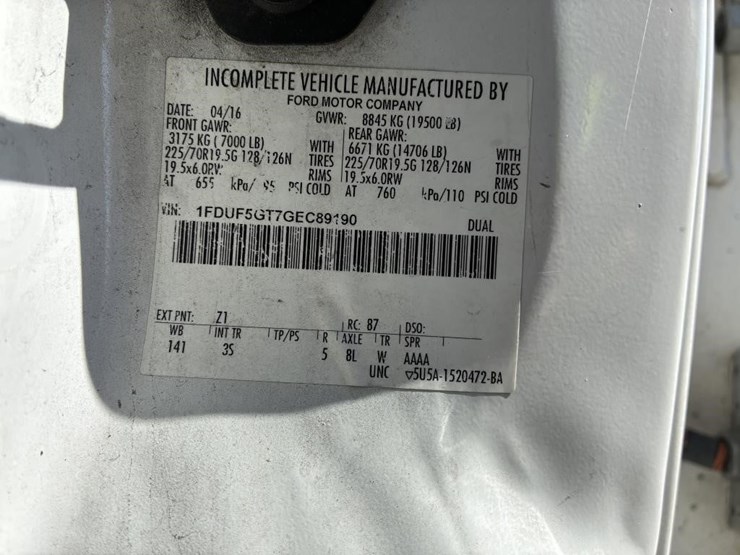 INCOMPLETE VEHICLE MANUFACTURED BY
FORD MOTOR COMPANY
DATE: 04/16 GVWR: 8845 KG (19500 LB)
FRONT GAWR: REAR GAWR:
3175 KG ( 7000 LB) WITH 6671 KG (14706 LB) WITH
225/70R19.5G 128/126N TIRES 225/70R19.5G 128/126N TIRES
19.5x6.0RW RIMS 19.5x6.0RW RIMS
AT 655 kPa/ 95 PSI COLD AT 760 kPa/110 PSI COLD
VIN: 1FDUF5GT7GEC89190 DUAL
EXT PNT: Z1 RC: 87 DSO:
WB INT TR TP/PS R AXLE TR SPR
141 3S 5 8L W AAAA
UNC ▽5U5A-1520472-BA